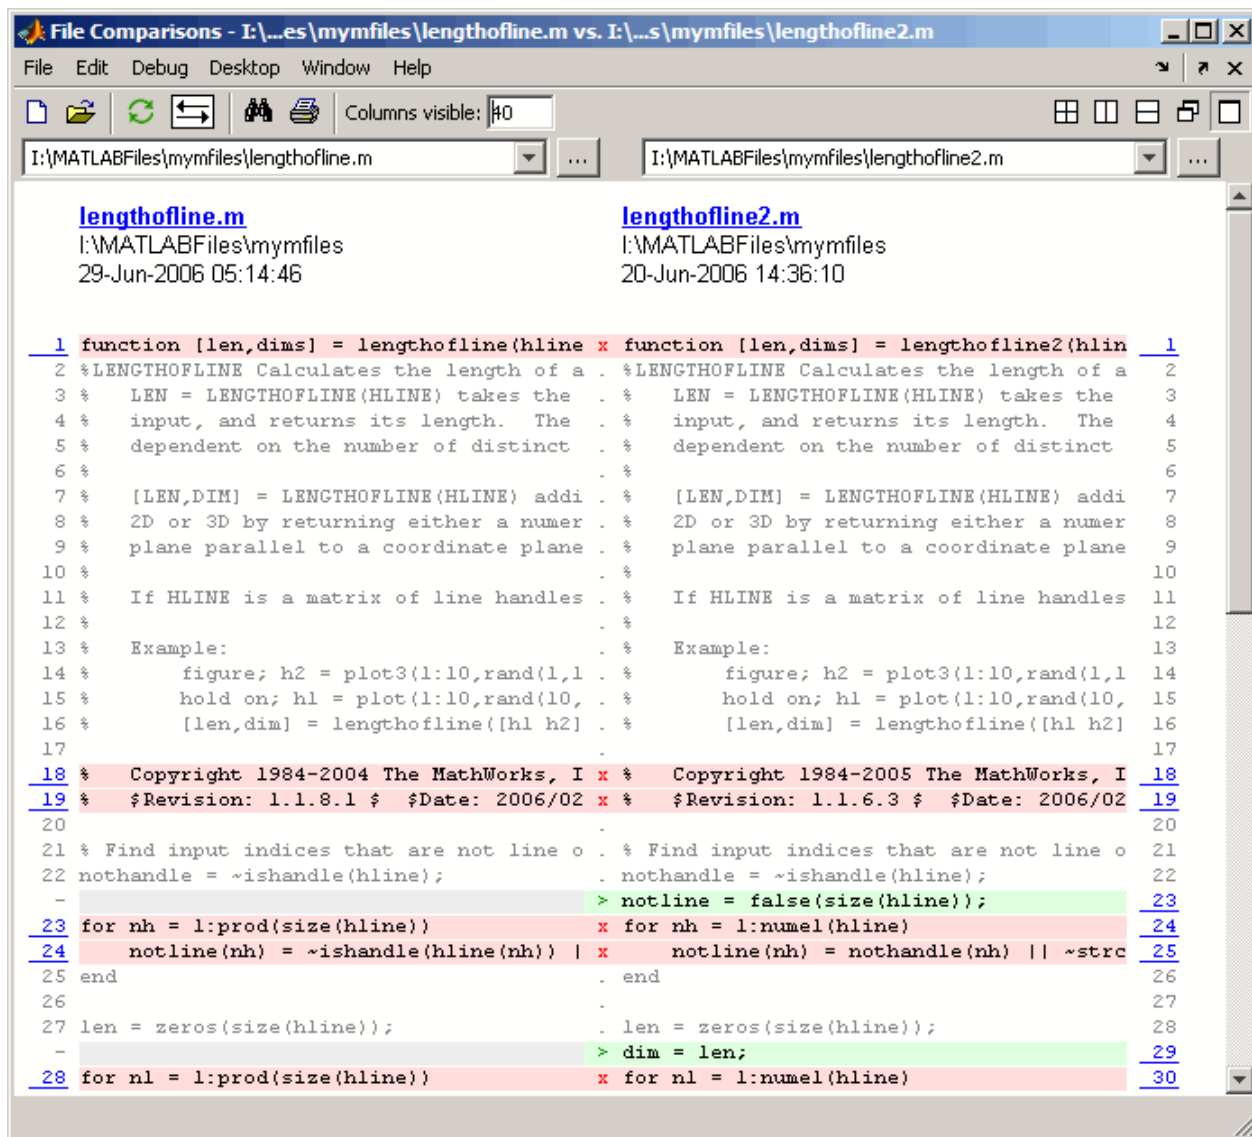 File Comparisons - I:\...es\mymfiles\lengthofline.m vs. I:\...s\mymfiles\lengthofline2.m
File Edit Debug Desktop Window Help
Columns visible: 40
I:\MATLABFiles\mymfiles\lengthofline.m ... I:\MATLABFiles\mymfiles\lengthofline2.m ...
lengthofline.m lengthofline2.m
I:\MATLABFiles\mymfiles I:\MATLABFiles\mymfiles
29-Jun-2006 05:14:46 20-Jun-2006 14:36:10
1 function [len,dims] = lengthofline(hline x function [len,dims] = lengthofline2(hlin 1
2 %LENGTHOFLINE Calculates the length of a . %LENGTHOFLINE Calculates the length of a 2
3 % LEN = LENGTHOFLINE(HLINE) takes the . % LEN = LENGTHOFLINE(HLINE) takes the 3
4 % input, and returns its length. The . % input, and returns its length. The 4
5 % dependent on the number of distinct . % dependent on the number of distinct 5
6 % . % 6
7 % [LEN,DIM] = LENGTHOFLINE(HLINE) addi . % [LEN,DIM] = LENGTHOFLINE(HLINE) addi 7
8 % 2D or 3D by returning either a numer . % 2D or 3D by returning either a numer 8
9 % plane parallel to a coordinate plane . % plane parallel to a coordinate plane 9
10 % . % 10
11 % If HLINE is a matrix of line handles . % If HLINE is a matrix of line handles 11
12 % . % 12
13 % Example: . % Example: 13
14 % figure; h2 = plot3(1:10,rand(1,1 . % figure; h2 = plot3(1:10,rand(1,1 14
15 % hold on; h1 = plot(1:10,rand(10, . % hold on; h1 = plot(1:10,rand(10, 15
16 % [len,dim] = lengthofline([h1 h2] . % [len,dim] = lengthofline([h1 h2] 16
17 . 17
18 % Copyright 1984-2004 The MathWorks, I x % Copyright 1984-2005 The MathWorks, I 18
19 % $Revision: 1.1.8.1 $ $Date: 2006/02 x % $Revision: 1.1.6.3 $ $Date: 2006/02 19
20 . 20
21 % Find input indices that are not line o . % Find input indices that are not line o 21
22 nothandle = ~ishandle(hline); . nothandle = ~ishandle(hline); 22
- > notline = false(size(hline)); 23
23 for nh = 1:prod(size(hline)) x for nh = 1:numel(hline) 24
24 notline(nh) = ~ishandle(hline(nh)) | x notline(nh) = nothandle(nh) || ~strc 25
25 end . end 26
26 . 27
27 len = zeros(size(hline)); . len = zeros(size(hline)); 28
- > dim = len; 29
28 for nl = 1:prod(size(hline)) x for nl = 1:numel(hline) 30